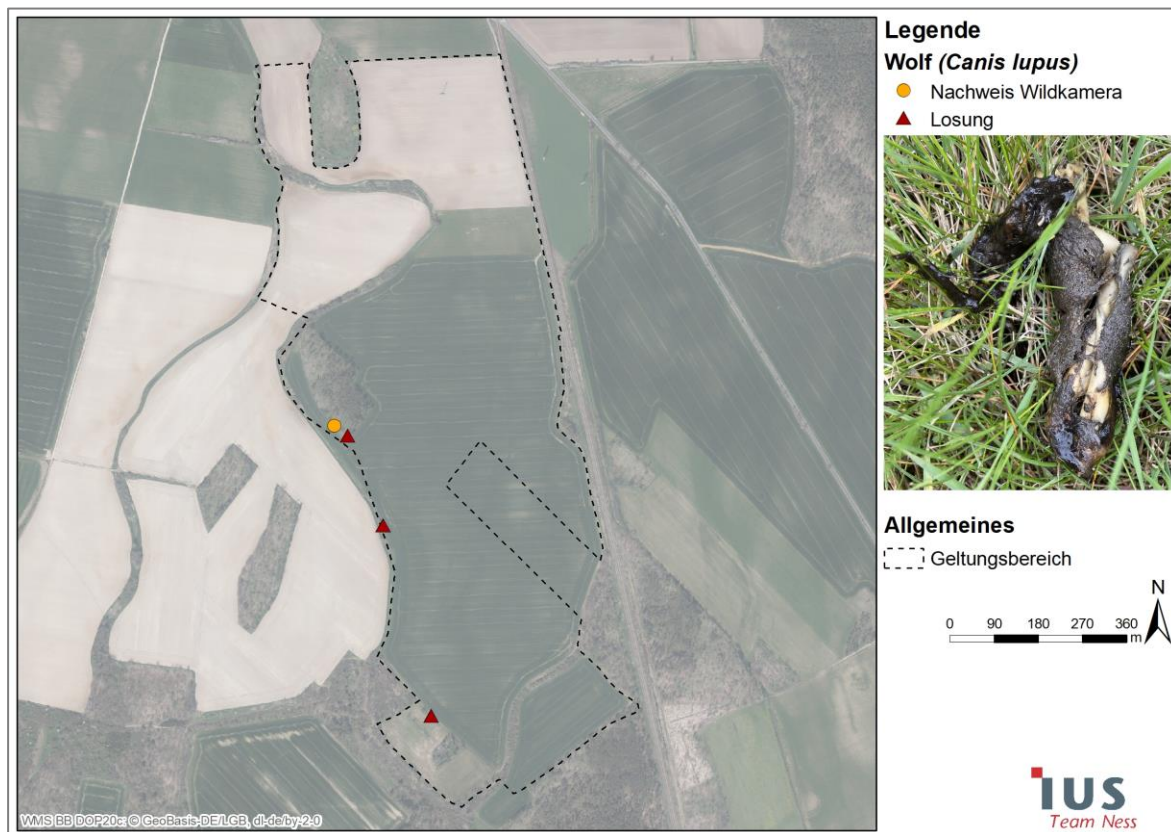 Legende
Wolf (Canis lupus)
Nachweis Wildkamera
Losung
Allgemeines
Geltungsbereich
N
0 90 180 270 360
m
WMS BB DOP20c: © GeoBasis-DE/LGB, dl-de/by-2-0
IUS
Team Ness